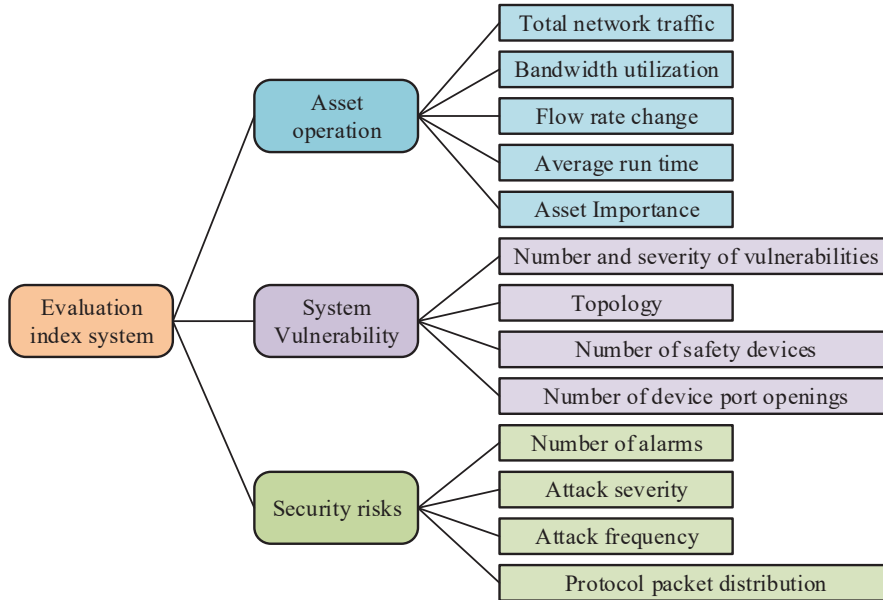 Evaluation
index system
Asset
operation
Total network traffic
Bandwidth utilization
Flow rate change
Average run time
Asset Importance
System
Vulnerability
Number and severity of vulnerabilities
Topology
Number of safety devices
Number of device port openings
Security risks
Number of alarms
Attack severity
Attack frequency
Protocol packet distribution